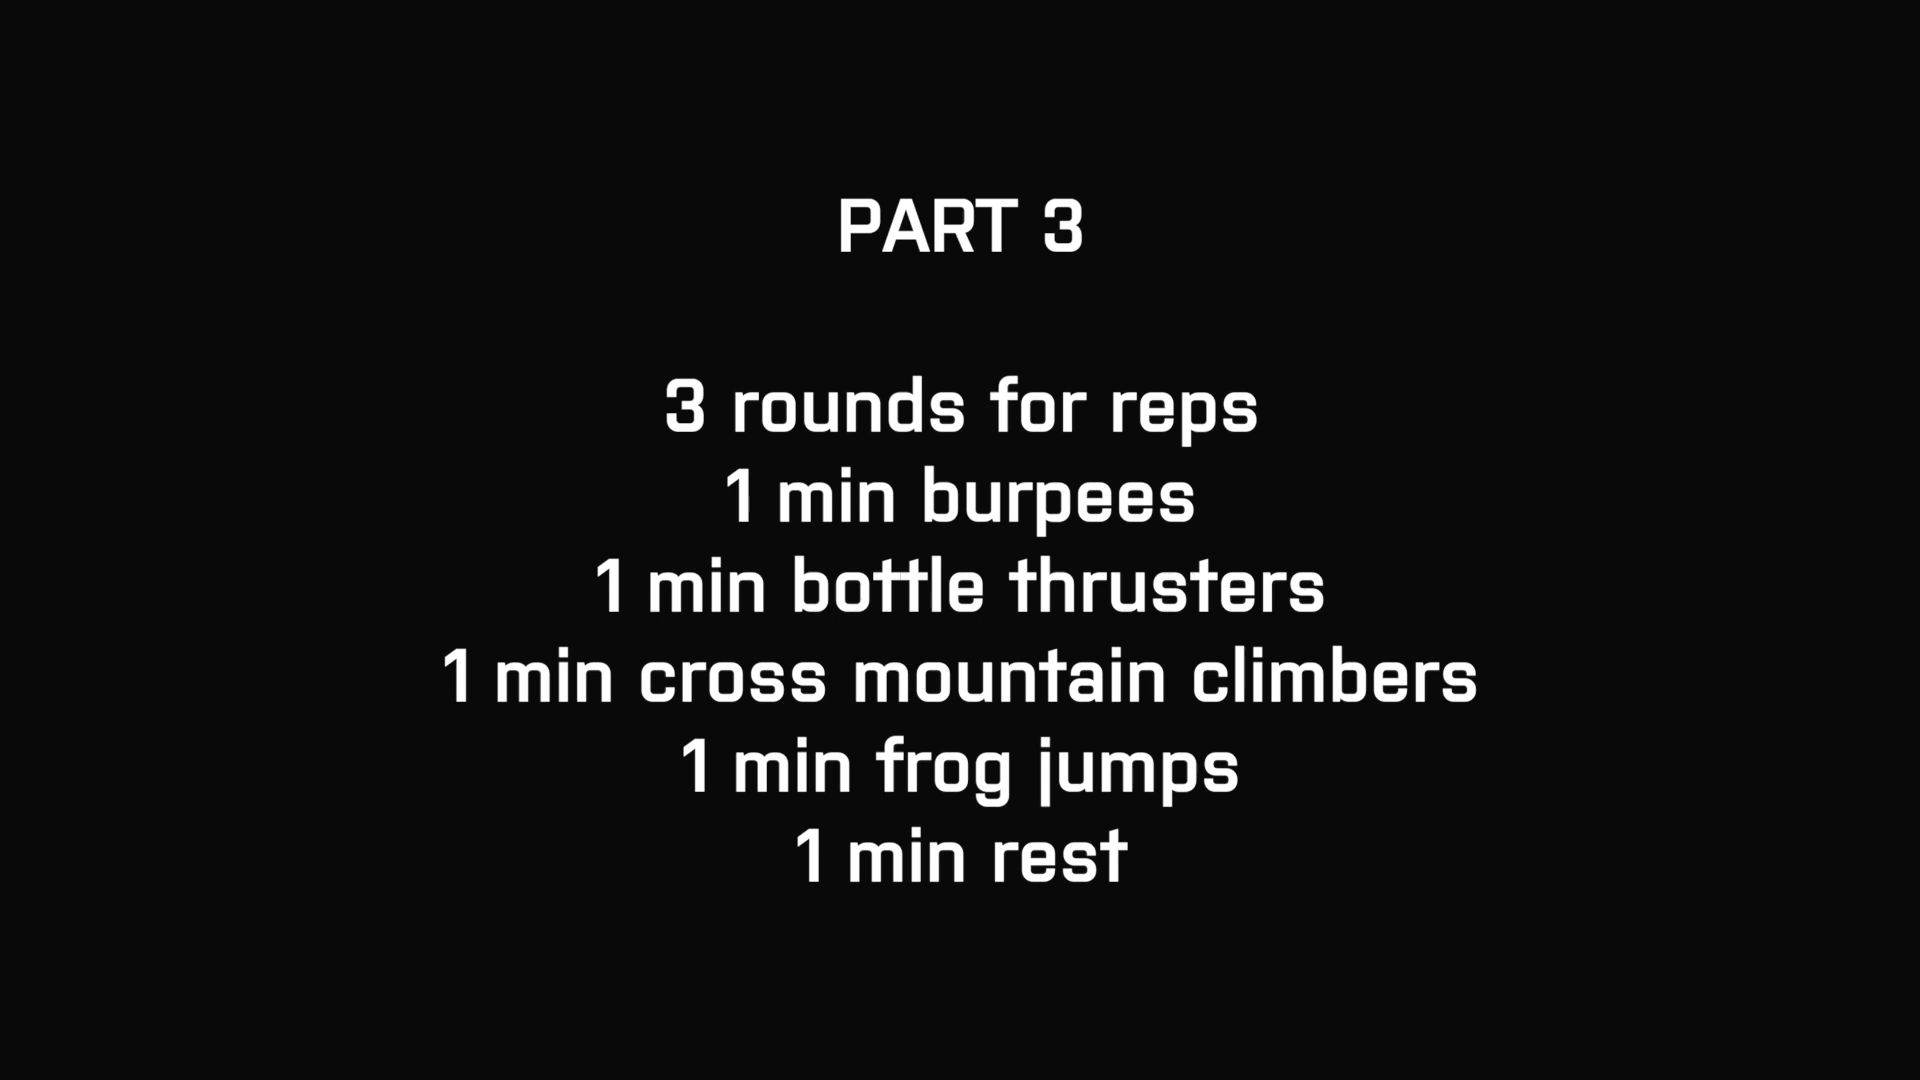 PART 3
3 rounds for reps
1 min burpees
1 min bottle thrusters
1 min cross mountain climbers
1 min frog jumps
1 min rest